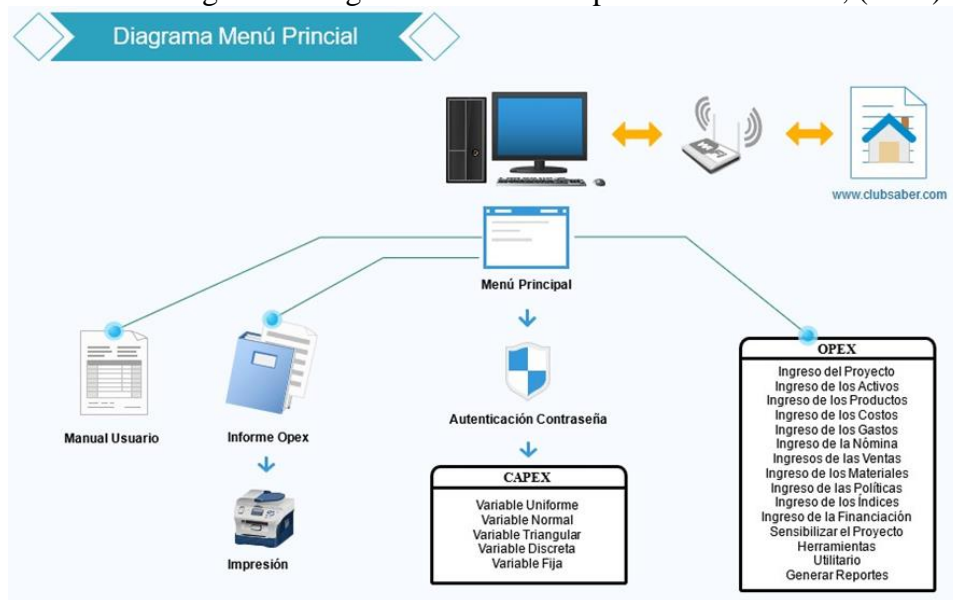 Diagrama Menú Princial
www.clubsaber.com
Menú Principal
Manual Usuario
Informe Opex
Impresión
Autenticación Contraseña
CAPEX
Variable Uniforme
Variable Normal
Variable Triangular
Variable Discreta
Variable Fija
OPEX
Ingreso del Proyecto
Ingreso de los Activos
Ingreso de los Productos
Ingreso de los Costos
Ingreso de los Gastos
Ingreso de la Nómina
Ingresos de las Ventas
Ingreso de los Materiales
Ingreso de las Políticas
Ingreso de los Índices
Ingreso de la Financiación
Sensibilizar el Proyecto
Herramientas
Utilitario
Generar Reportes